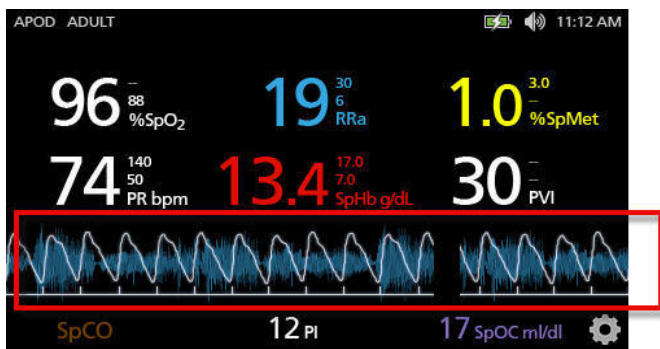 APOD ADULT 11:12 AM
96 -- 88 %SpO₂ 19 30 6 RRa 1.0 3.0 -- %SpMet
74 140 50 PR bpm 13.4 17.0 7.0 SpHb g/dL 30 -- -- PVI
SpCO 12 PI 17 SpOC ml/dl